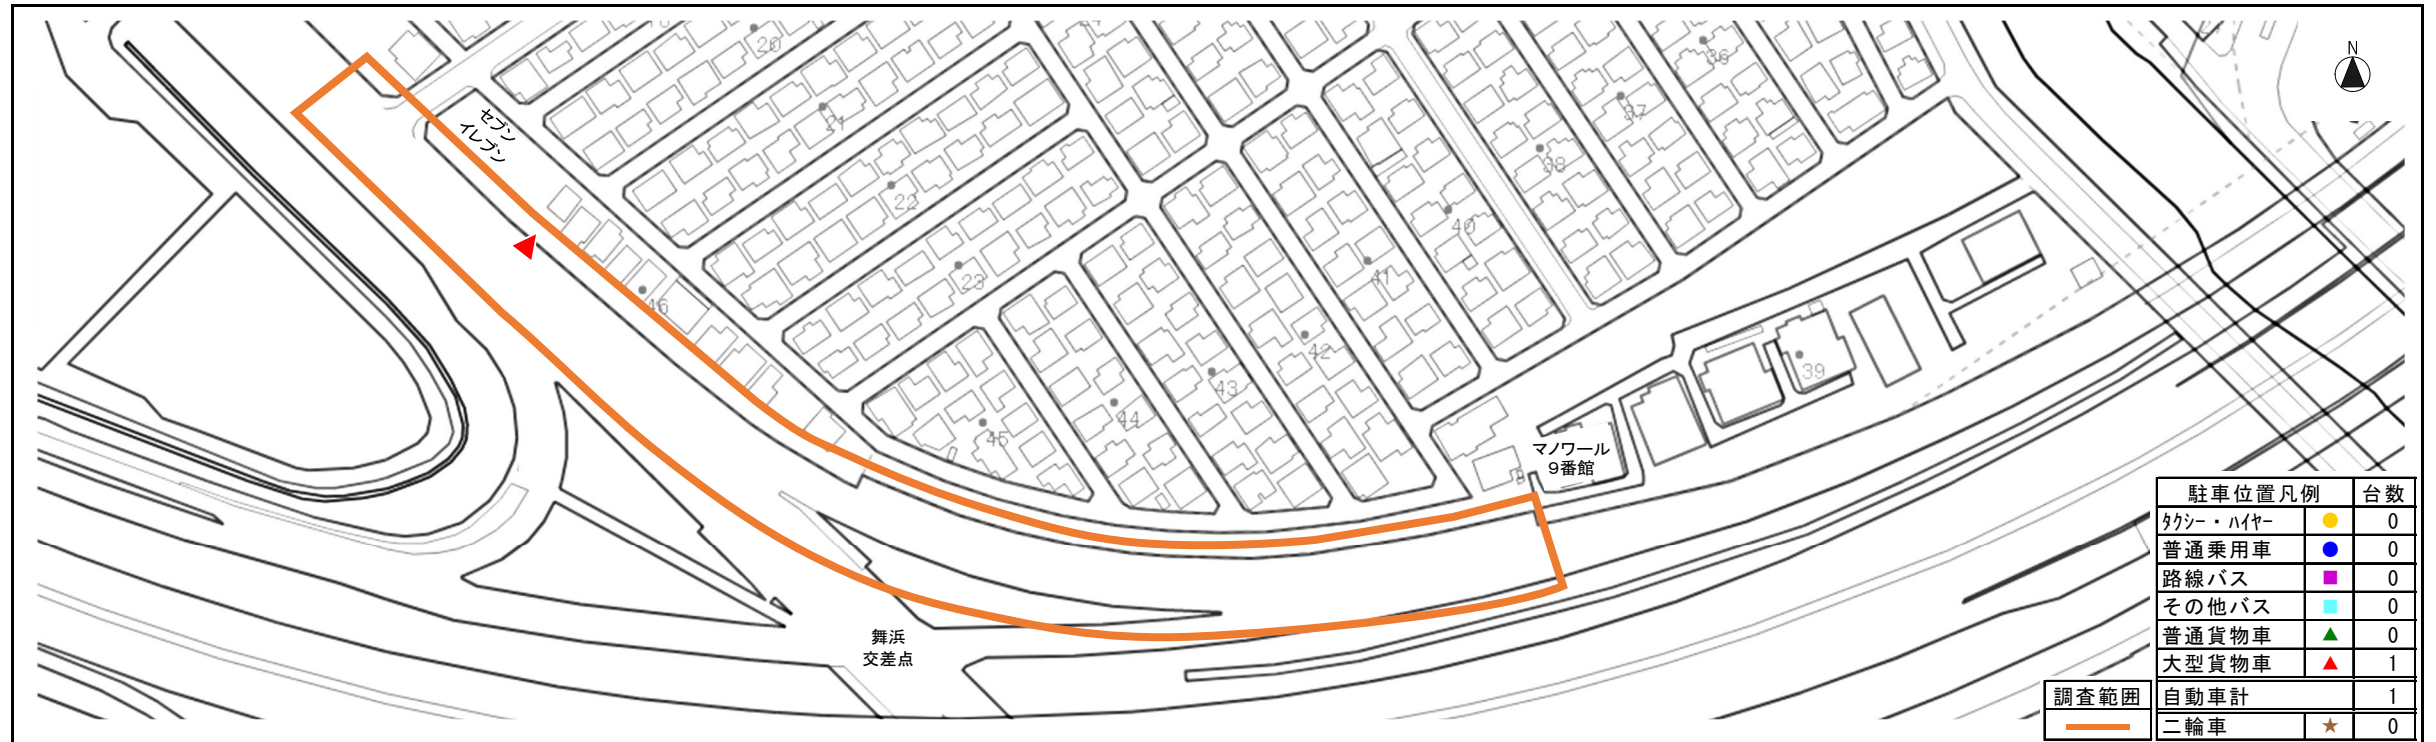 N
20
21
22
23
36
37
38
40
41
42
43
44
45
46
39
セブン
イレブン
マノワール
9番館
舞浜
交差点
駐車位置凡例 台数
ﾀｸｼｰ・ﾊｲﾔｰ 0
普通乗用車 0
路線バス 0
その他バス 0
普通貨物車 0
大型貨物車 1
自動車計 1
二輪車 0
調査範囲